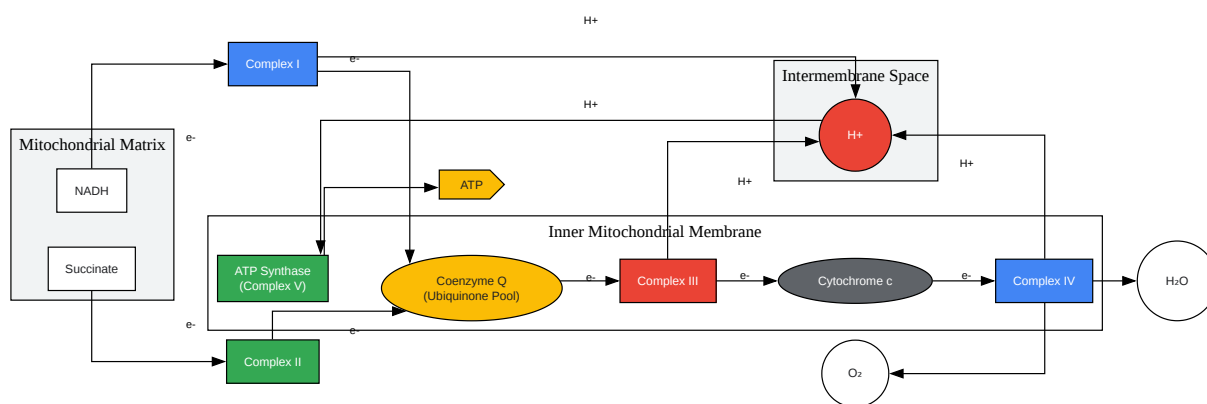 H+
Complex I
e-
Intermembrane Space
H+
H+
e-
Mitochondrial Matrix
H+
H+
ATP
NADH
Inner Mitochondrial Membrane
Succinate
ATP Synthase
(Complex V)
Coenzyme Q
(Ubiquinone Pool)
e-
Complex III
e-
Cytochrome c
e-
Complex IV
H₂O
e-
e-
Complex II
O₂